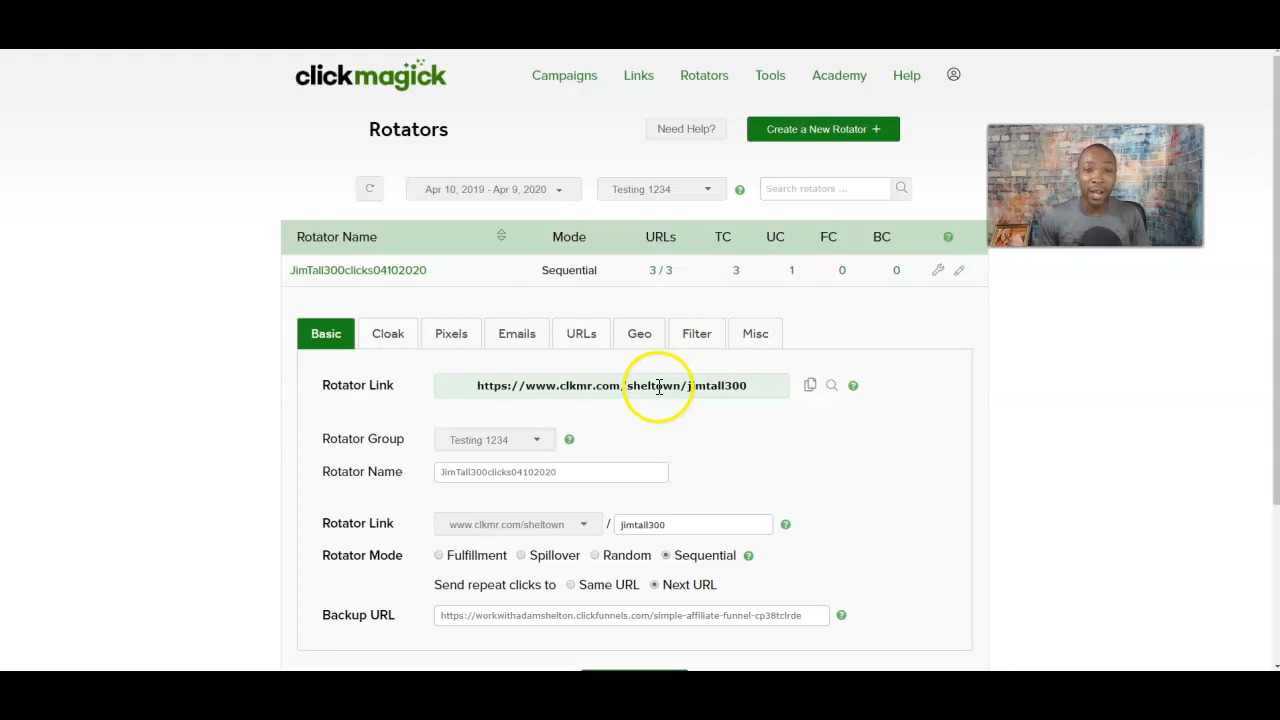 clickmagick
Campaigns Links Rotators Tools Academy Help
Rotators
Need Help?
Create a New Rotator +
Apr 10, 2019 - Apr 9, 2020
Testing 1234
?
Search rotators ...
Rotator Name Mode URLs TC UC FC BC ?
JimTall300clicks04102020 Sequential 3 / 3 3 1 0 0
Basic Cloak Pixels Emails URLs Geo Filter Misc
Rotator Link https://www.clkmr.com/sheltown/jimtall300 ?
Rotator Group Testing 1234 ?
Rotator Name JimTall300clicks04102020
Rotator Link www.clkmr.com/sheltown / jimtall300 ?
Rotator Mode Fulfillment Spillover Random Sequential ?
Send repeat clicks to Same URL Next URL
Backup URL https://workwithadamshelton.clickfunnels.com/simple-affiliate-funnel-cp38tclrde ?